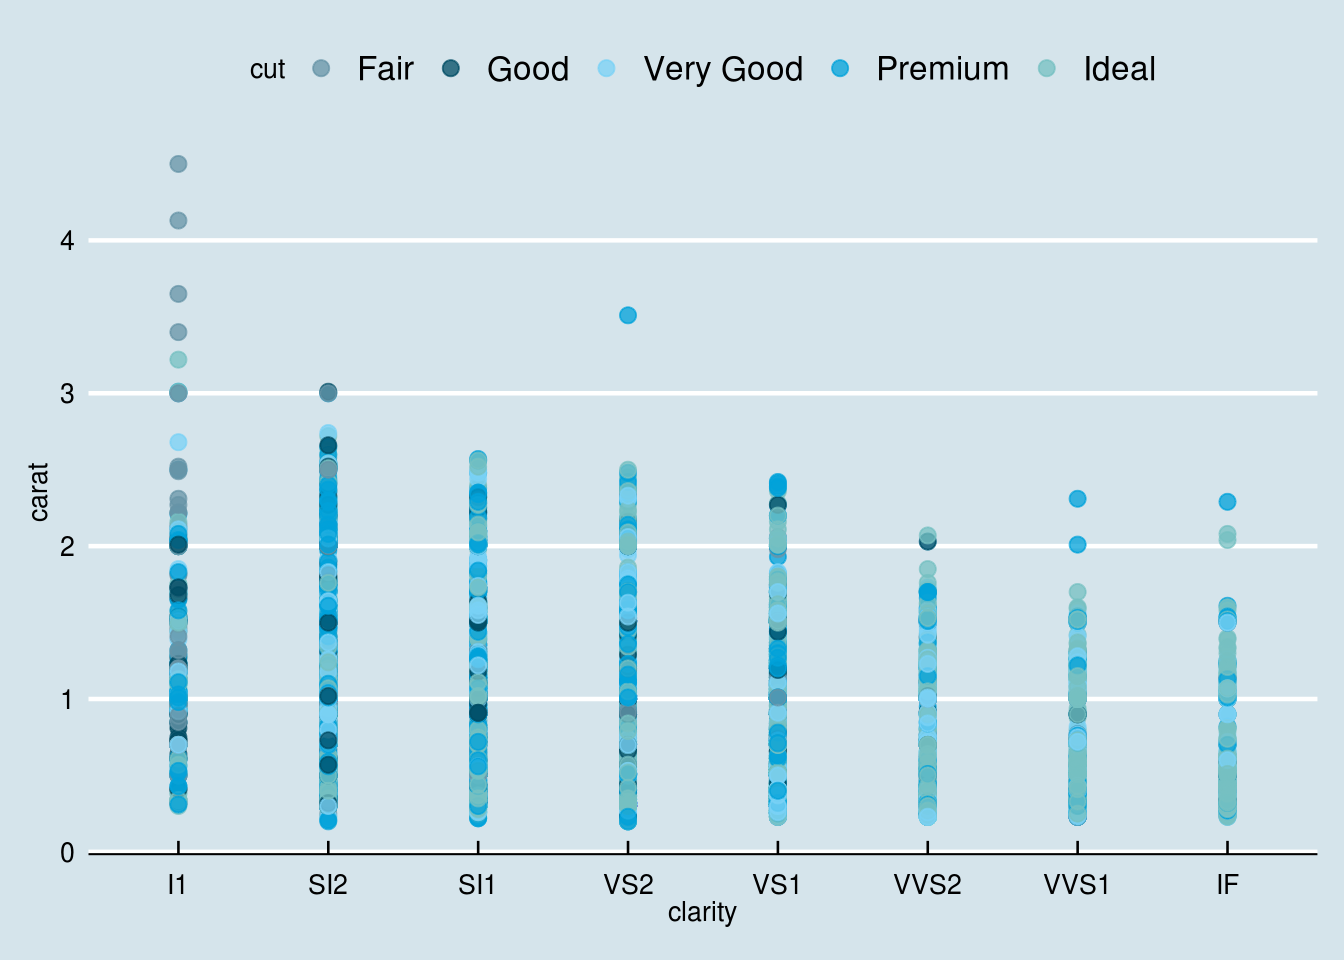 cut Fair Good Very Good Premium Ideal
4
3
2
1
0
carat
I1 SI2 SI1 VS2 VS1 VVS2 VVS1 IF
clarity